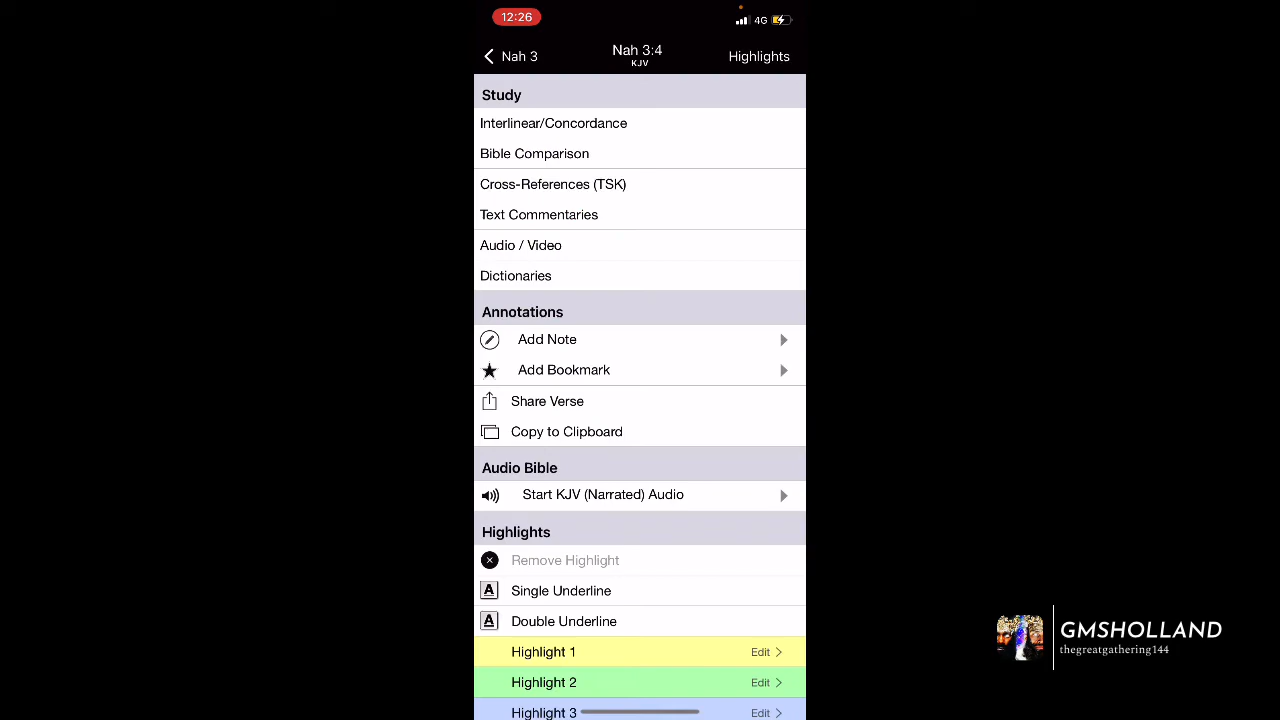 12:26
4G
Nah 3
Nah 3:4
KJV
Highlights
Study
Interlinear/Concordance
Bible Comparison
Cross-References (TSK)
Text Commentaries
Audio / Video
Dictionaries
Annotations
Add Note
Add Bookmark
Share Verse
Copy to Clipboard
Audio Bible
Start KJV (Narrated) Audio
Highlights
Remove Highlight
A Single Underline
A Double Underline
Highlight 1 Edit
Highlight 2 Edit
Highlight 3 Edit
GMSHOLLAND
thegreatgathering144